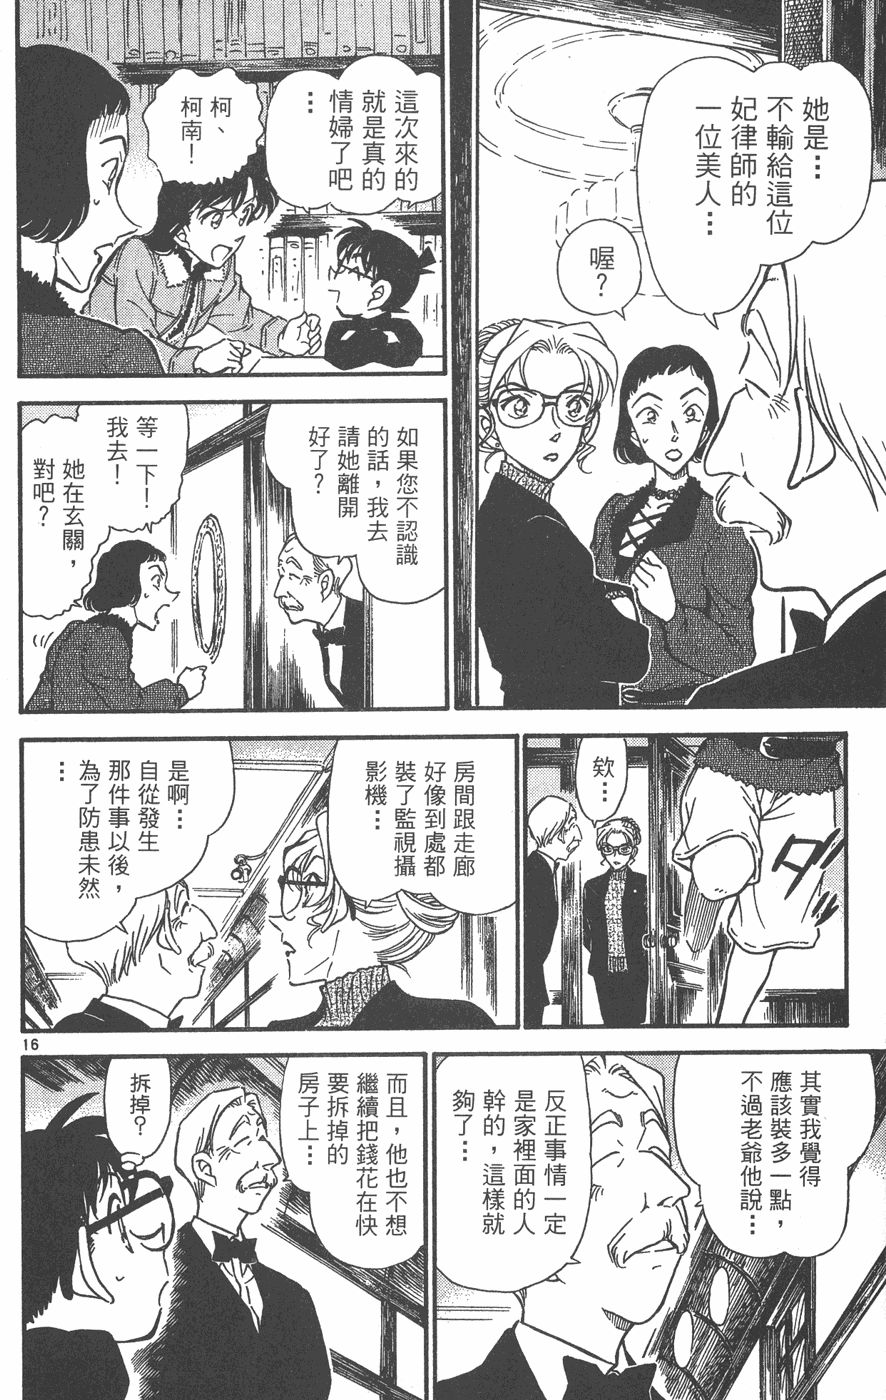 她是…
不輸給這位
妃律師的
一位美人…
喔？
這次來的
就是真的
情婦了吧
…
柯、
柯南！
如果您不認識
的話，我去
請她離開
好了？
等一下！
我去！
她在玄關，
對吧？
ダッ
欸…
房間跟走廊
好像到處都
裝了監視攝
影機…
是啊…
自從發生
那件事以後，
為了防患未然
…
16
其實我覺得
應該裝多一點，
不過老爺他說…
反正事情一定
是家裡面的人
幹的，這樣就
夠了…
而且，他也不想
繼續把錢花在快
要拆掉的
房子上…
拆掉？